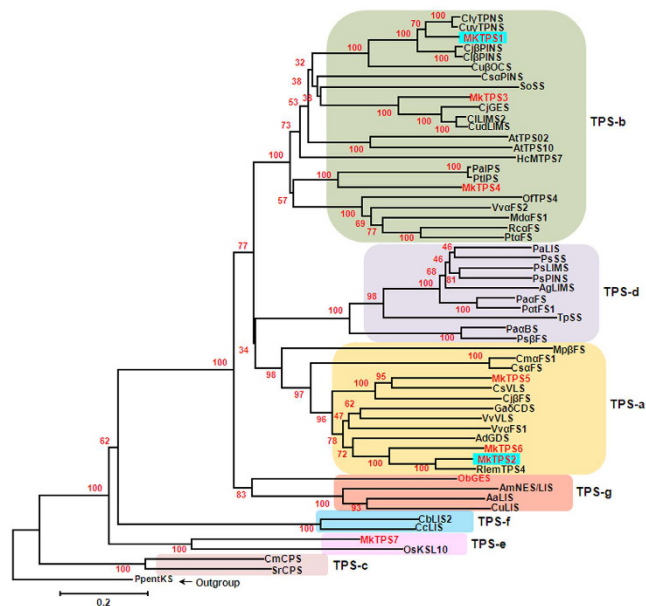 ClγTPNS
CuγTPNS
MKTPS1
CjβPINS
ClβPINS
CuβOCS
CsαPINS
SoSS
MkTPS3
CjGES
ClLIMS2
CudLIMS
AtTPS02
AtTPS10
HcMTPS7
PaIPS
PtIPS
MkTPS4
OfTPS4
VvαFS2
MdαFS1
RcαFS
PtαFS
TPS-b
PaLIS
PsSS
PsLIMS
PsPINS
AgLIMS
PaαFS
PαtFS1
TpSS
PaαBS
PsβFS
TPS-d
MpβFS
CmαFS1
CsαFS
MkTPS5
CsVLS
CjβFS
GaδCDS
VvVLS
VvαFS1
AdGDS
MkTPS6
MkTPS2
RlemTPS4
TPS-a
ObGES
AmNES/LIS
AaLIS
CuLIS
TPS-g
CbLIS2
CcLIS
TPS-f
MkTPS7
OsKSL10
TPS-e
CmCPS
SrCPS
TPS-c
PpentKS ← Outgroup
70
100
100
100
32
38
38
53
100
100
100
73
100
100
100
57
100
69
77
100
77
46
46
68
81
100
98
100
100
100
34
98
100
97
95
100
96
62
47
78
72
100
100
100
83
100
93
62
100
100
100
100
0.2